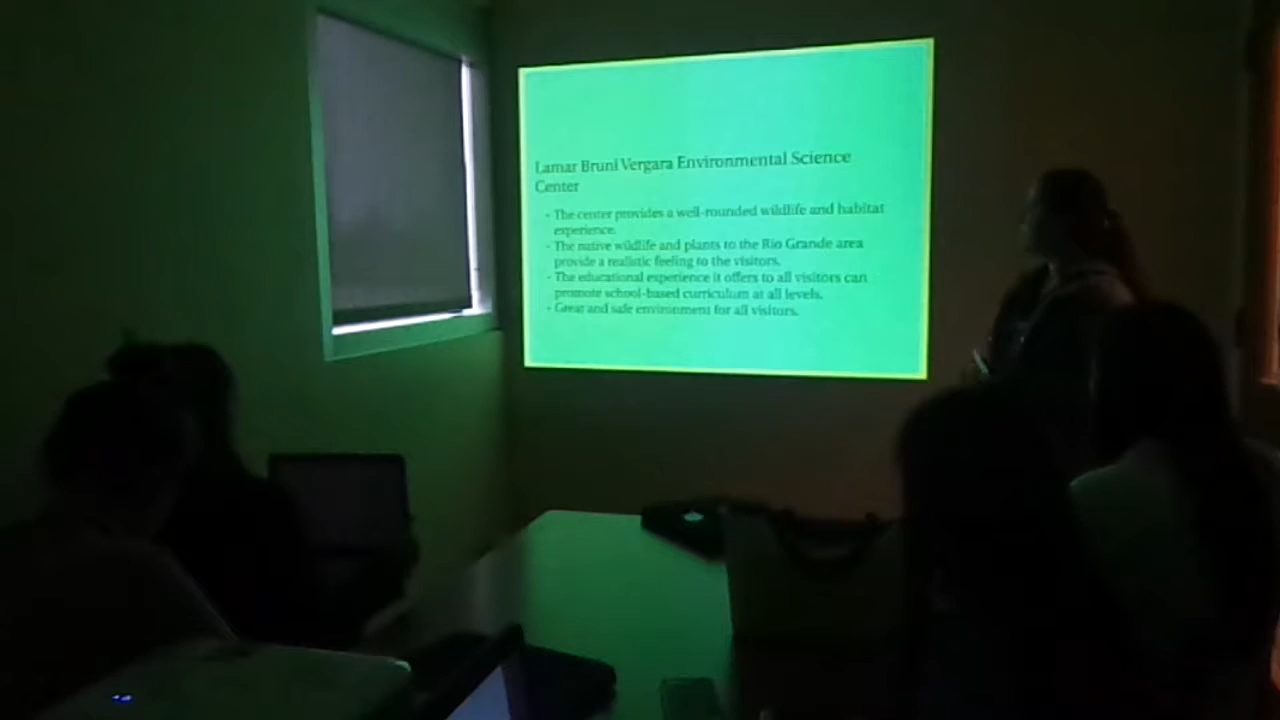 Lamar Bruni Vergara Environmental Science
Center
- The center provides a well-rounded wildlife and habitat
experience.
- The native wildlife and plants to the Rio Grande area
provide a realistic feeling to the visitors.
- The educational experience it offers to all visitors can
promote school-based curriculum at all levels.
- Great and safe environment for all visitors.